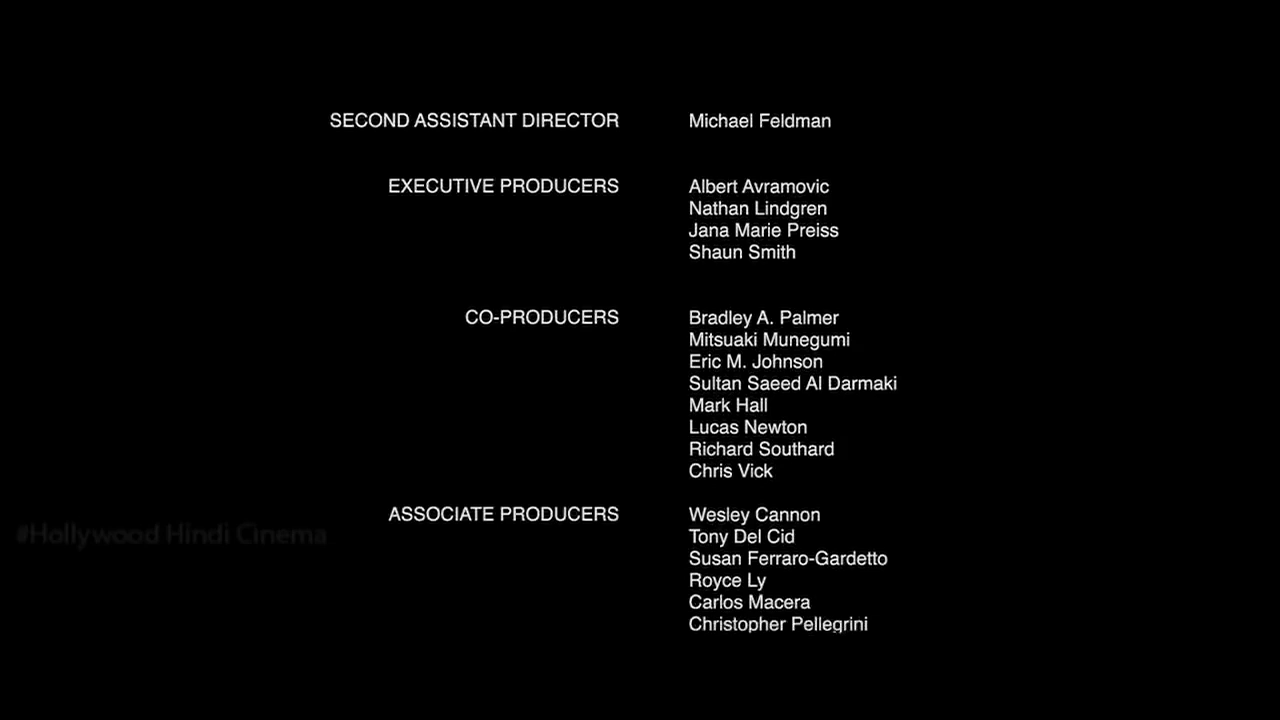 SECOND ASSISTANT DIRECTOR Michael Feldman
EXECUTIVE PRODUCERS Albert Avramovic
Nathan Lindgren
Jana Marie Preiss
Shaun Smith
CO-PRODUCERS Bradley A. Palmer
Mitsuaki Munegumi
Eric M. Johnson
Sultan Saeed Al Darmaki
Mark Hall
Lucas Newton
Richard Southard
Chris Vick
ASSOCIATE PRODUCERS Wesley Cannon
#Hollywood Hindi Cinema
Tony Del Cid
Susan Ferraro-Gardetto
Royce Ly
Carlos Macera
Christopher Pellegrini